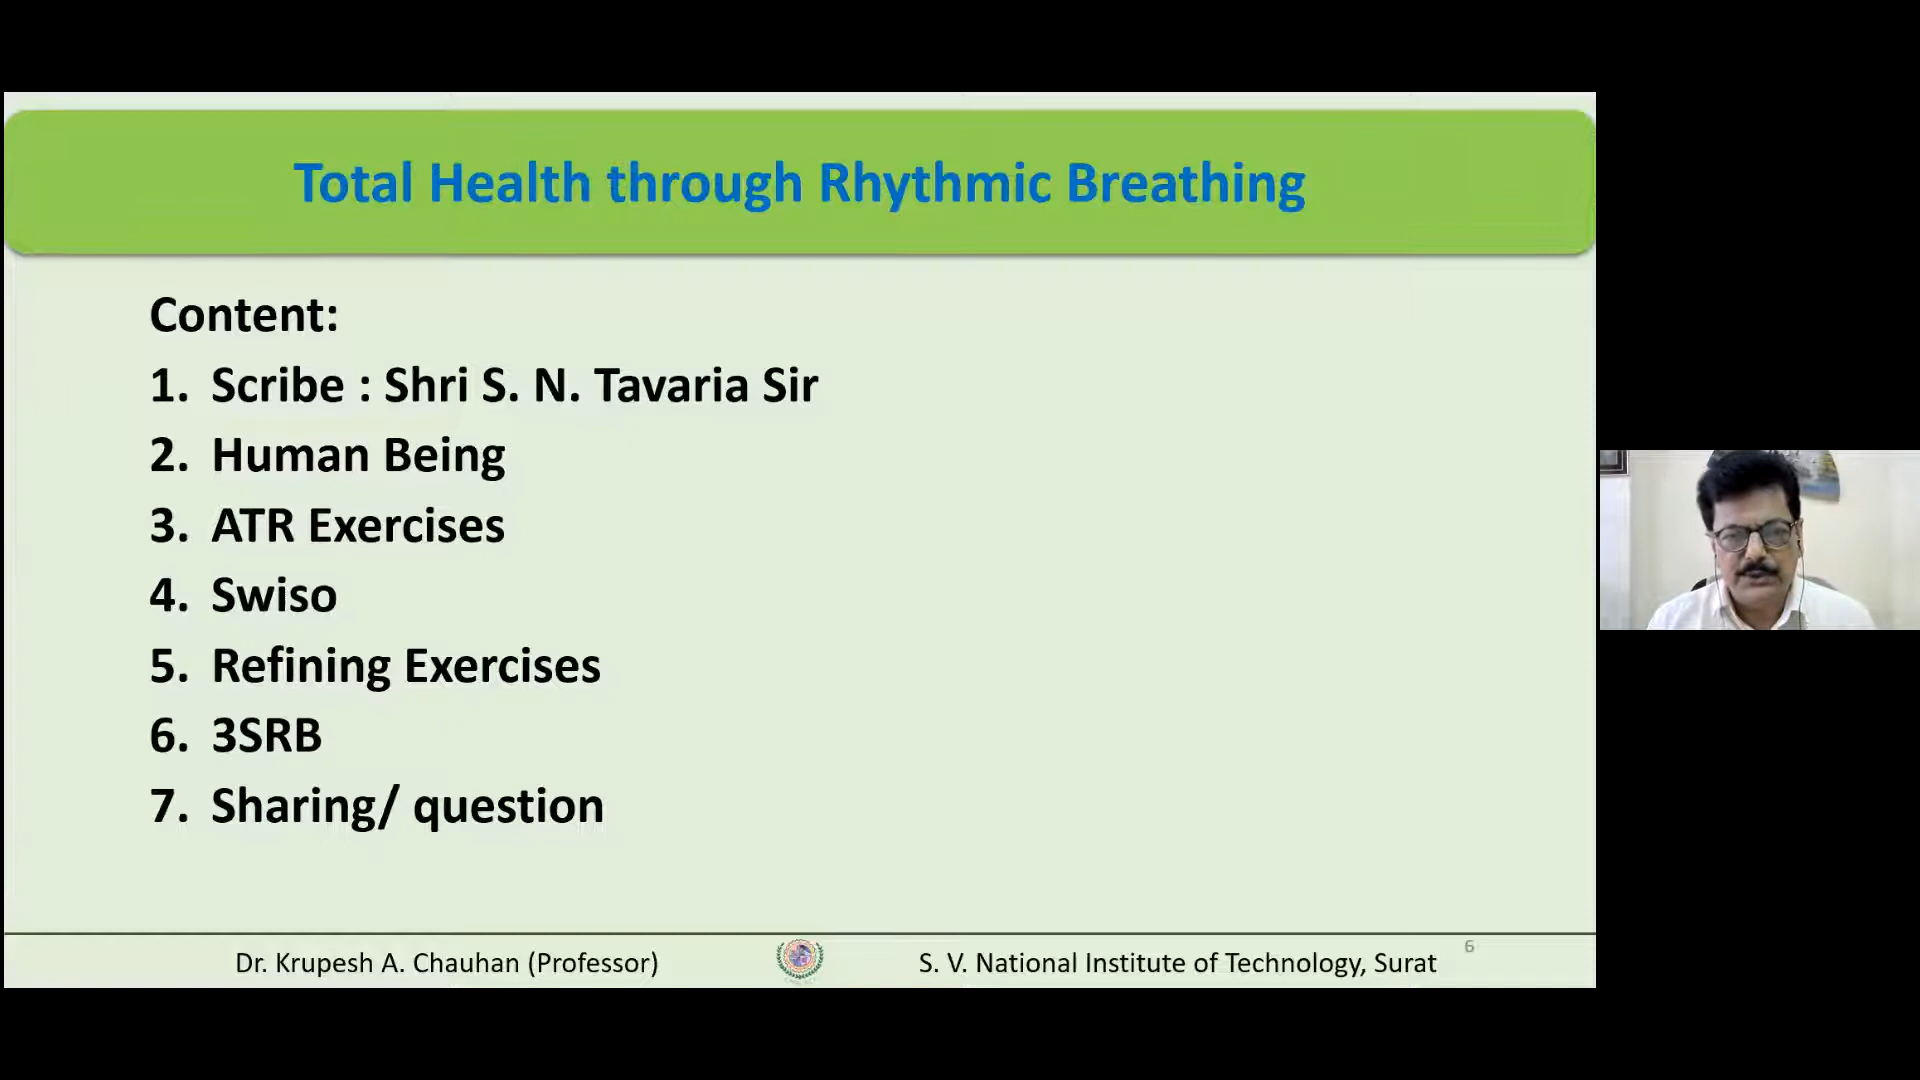 Total Health through Rhythmic Breathing
Content:
1. Scribe : Shri S. N. Tavaria Sir
2. Human Being
3. ATR Exercises
4. Swiso
5. Refining Exercises
6. 3SRB
7. Sharing/ question
Dr. Krupesh A. Chauhan (Professor)
S. V. National Institute of Technology, Surat
6